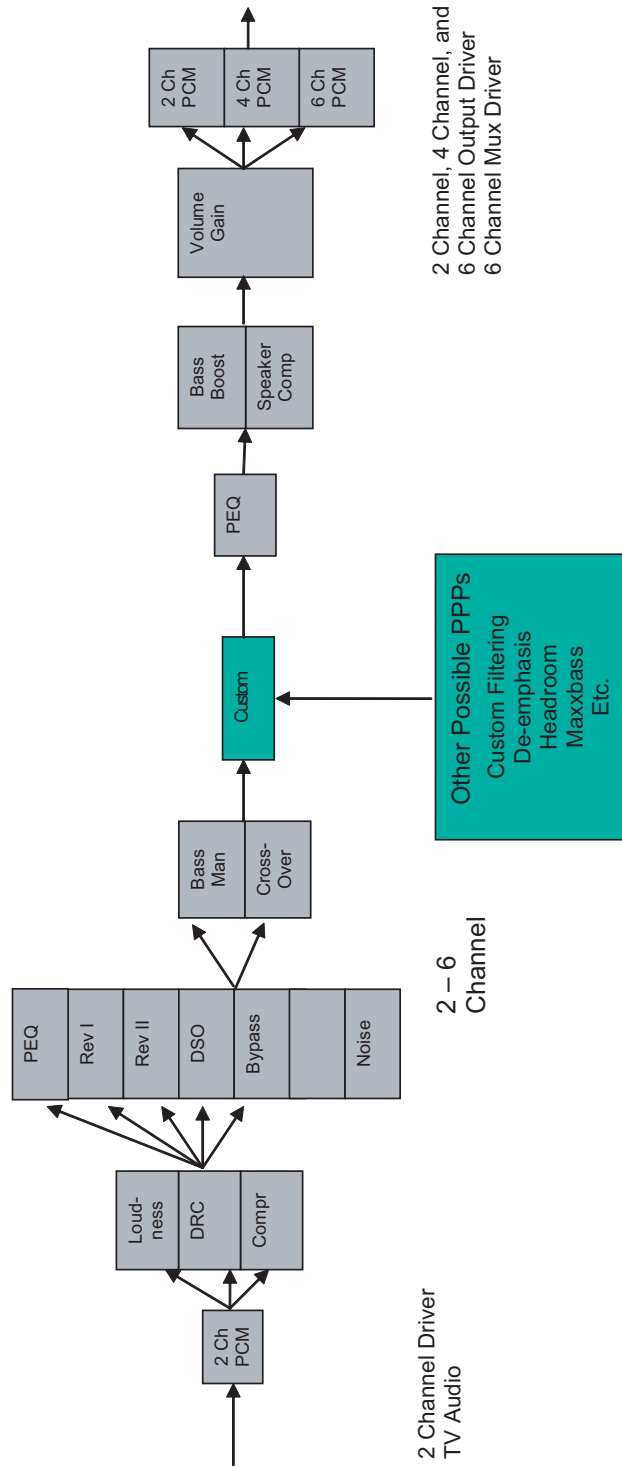 2 Ch
PCM
Loud-
ness
DRC
Compr
PEQ
Rev I
Rev II
DSO
Bypass
Noise
Bass
Man
Cross-
Over
Custom
PEQ
Bass
Boost
Speaker
Comp
Volume
Gain
2 Ch
PCM
4 Ch
PCM
6 Ch
PCM
2 Channel Driver
TV Audio
2 – 6
Channel
Other Possible PPPs
Custom Filtering
De-emphasis
Headroom
Maxxbass
Etc.
2 Channel, 4 Channel, and
6 Channel Output Driver
6 Channel Mux Driver